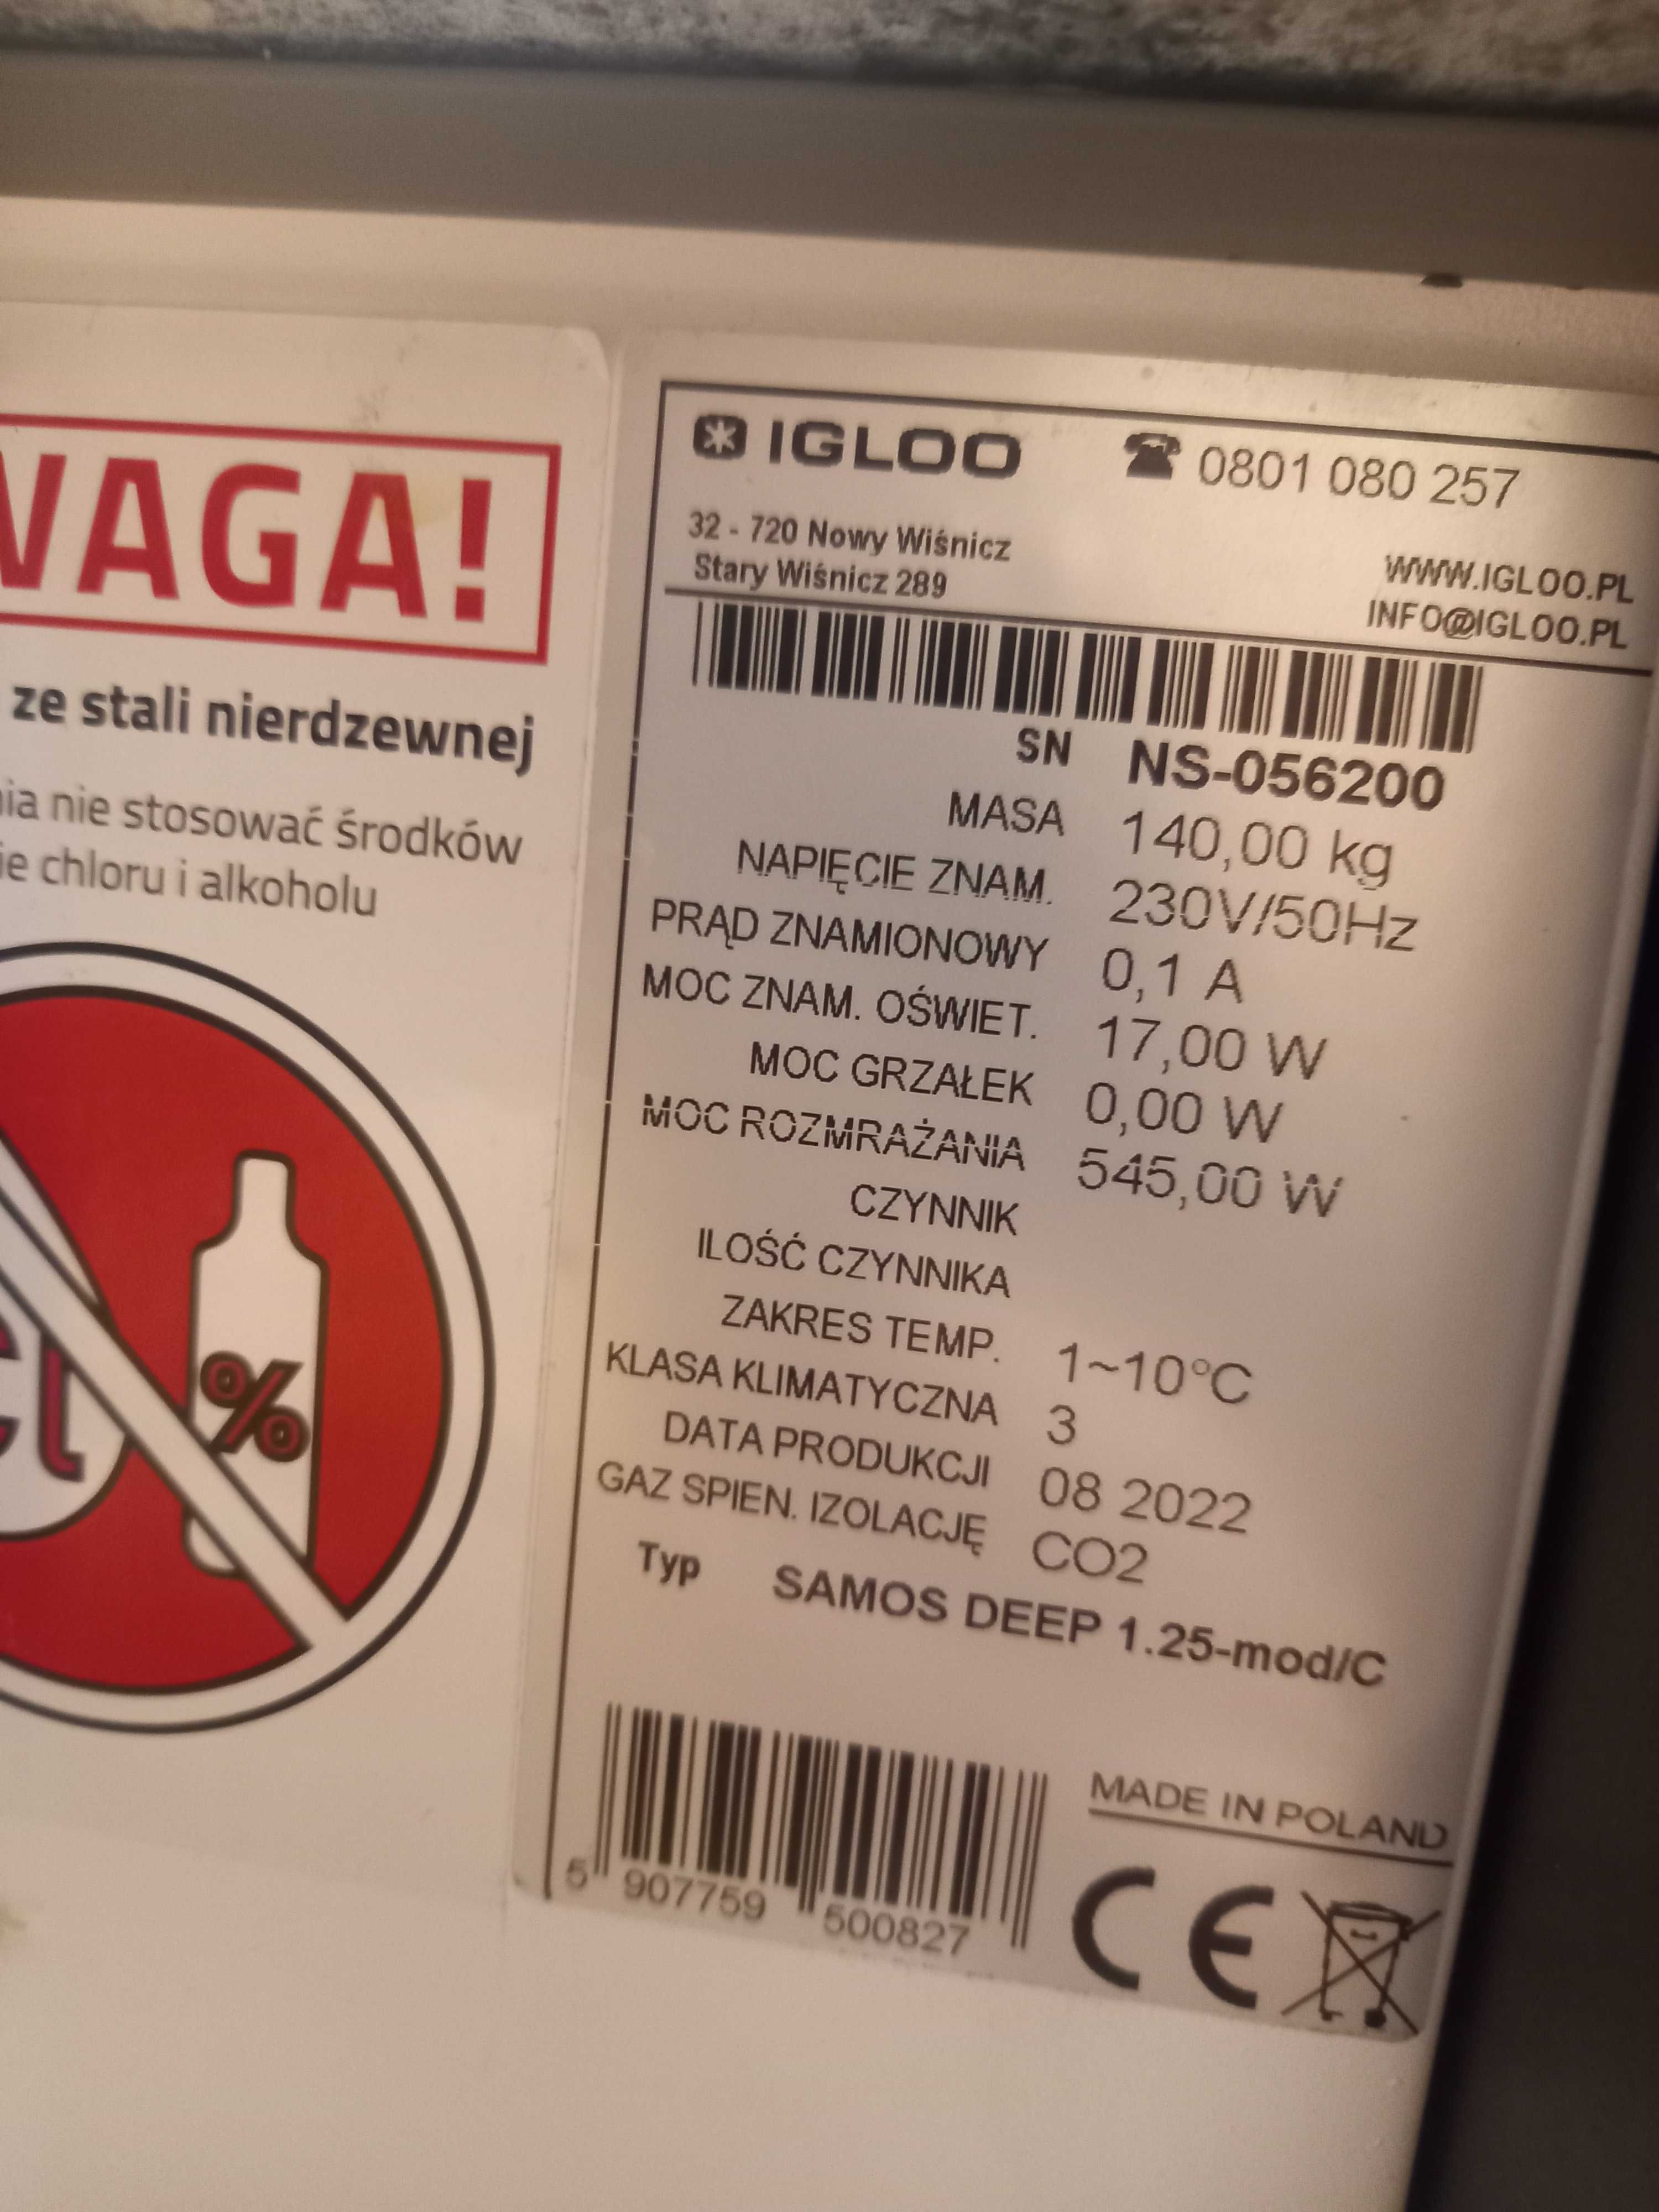 WAGA!
ze stali nierdzewnej
nia nie stosować środków
ie chloru i alkoholu
Cl
%
IGLOO 0801 080 257
32 - 720 Nowy Wiśnicz
Stary Wiśnicz 289
WWW.IGLOO.PL
INFO@IGLOO.PL
SN NS-056200
MASA 140,00 kg
NAPIĘCIE ZNAM. 230V/50Hz
PRĄD ZNAMIONOWY 0,1 A
MOC ZNAM. OŚWIET. 17,00 W
MOC GRZAŁEK 0,00 W
MOC ROZMRAŻANIA 545,00 W
CZYNNIK
ILOŚĆ CZYNNIKA
ZAKRES TEMP. 1~10°C
KLASA KLIMATYCZNA 3
DATA PRODUKCJI 08 2022
GAZ SPIEN. IZOLACJĘ CO2
Typ SAMOS DEEP 1.25-mod/C
MADE IN POLAND
5 907759 500827
CE